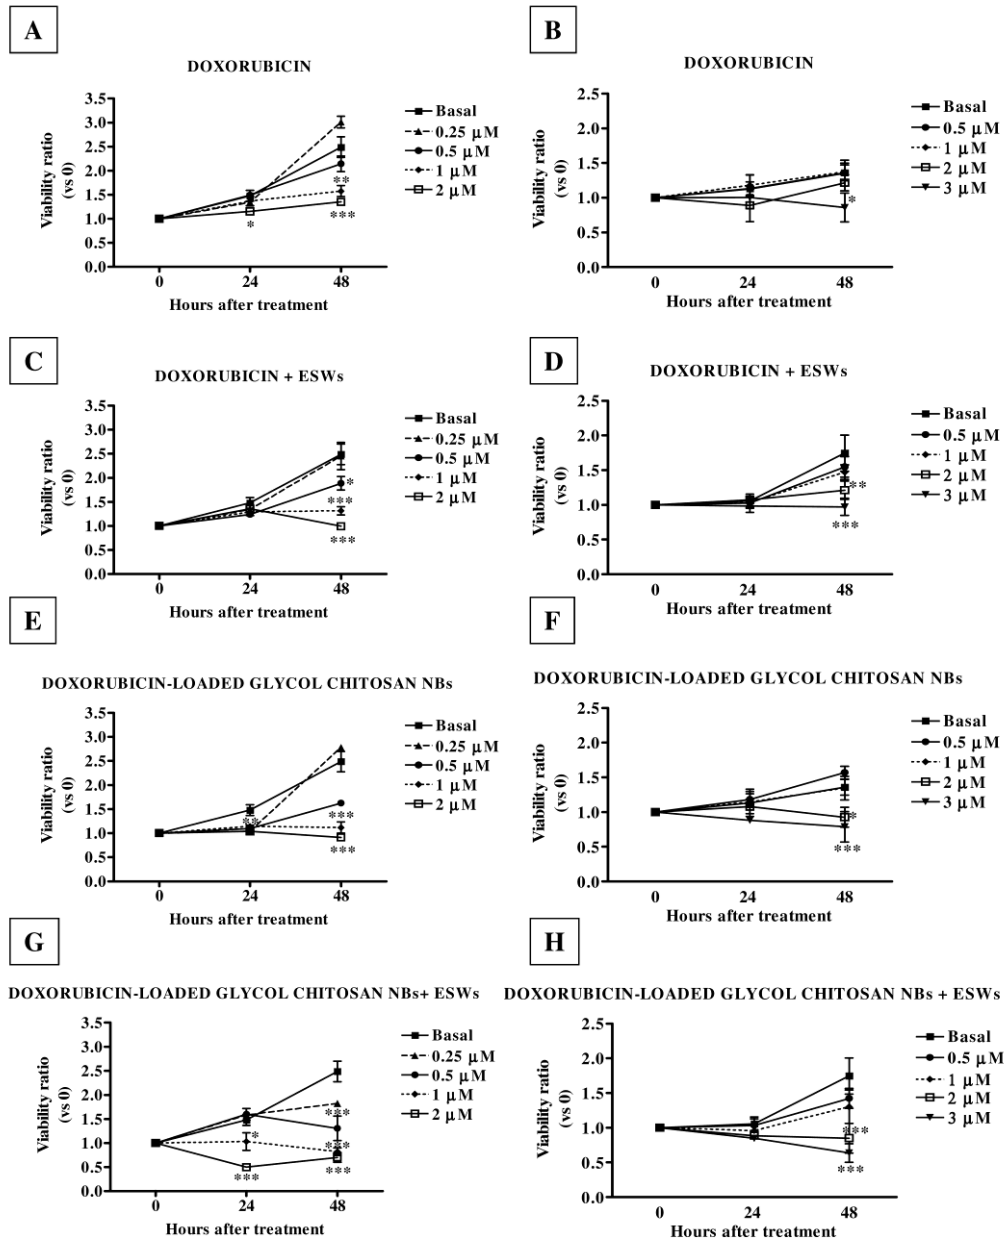 A
DOXORUBICIN
Viability ratio
(vs 0)
3.5
3.0
2.5
2.0
1.5
1.0
0.5
0.0
0
24
48
Hours after treatment
**
***
*
Basal
0.25 μM
0.5 μM
1 μM
2 μM
B
DOXORUBICIN
Viability ratio
(vs 0)
2.5
2.0
1.5
1.0
0.5
0.0
0
24
48
Hours after treatment
*
Basal
0.5 μM
1 μM
2 μM
3 μM
C
DOXORUBICIN + ESWs
Viability ratio
(vs 0)
3.5
3.0
2.5
2.0
1.5
1.0
0.5
0.0
0
24
48
Hours after treatment
*
***
***
Basal
0.25 μM
0.5 μM
1 μM
2 μM
D
DOXORUBICIN + ESWs
Viability ratio
(vs 0)
2.5
2.0
1.5
1.0
0.5
0.0
0
24
48
Hours after treatment
**
***
Basal
0.5 μM
1 μM
2 μM
3 μM
E
DOXORUBICIN-LOADED GLYCOL CHITOSAN NBs
Viability ratio
(vs 0)
3.5
3.0
2.5
2.0
1.5
1.0
0.5
0.0
0
24
48
Hours after treatment
**
***
***
Basal
0.25 μM
0.5 μM
1 μM
2 μM
F
DOXORUBICIN-LOADED GLYCOL CHITOSAN NBs
Viability ratio
(vs 0)
2.5
2.0
1.5
1.0
0.5
0.0
0
24
48
Hours after treatment
*
***
Basal
0.5 μM
1 μM
2 μM
3 μM
G
DOXORUBICIN-LOADED GLYCOL CHITOSAN NBs+ ESWs
Viability ratio
(vs 0)
3.5
3.0
2.5
2.0
1.5
1.0
0.5
0.0
0
24
48
Hours after treatment
***
*
***
***
***
Basal
0.25 μM
0.5 μM
1 μM
2 μM
H
DOXORUBICIN-LOADED GLYCOL CHITOSAN NBs + ESWs
Viability ratio
(vs 0)
2.5
2.0
1.5
1.0
0.5
0.0
0
24
48
Hours after treatment
***
***
Basal
0.5 μM
1 μM
2 μM
3 μM